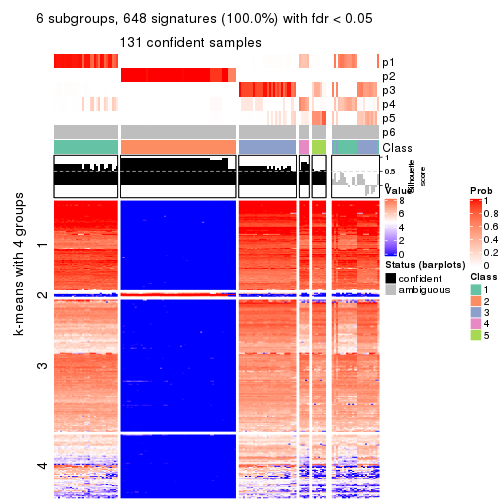 6 subgroups, 648 signatures (100.0%) with fdr < 0.05
131 confident samples
p1
p2
p3
p4
p5
p6
Class
1
0.5
0
Silhouette
score
k-means with 4 groups
1
2
3
4
Value
8
6
4
2
0
Status (barplots)
confident
ambiguous
Prob
1
0.8
0.6
0.4
0.2
0
Class
1
2
3
4
5